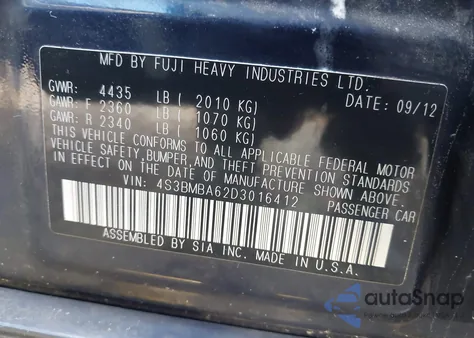 MFD BY FUJI HEAVY INDUSTRIES LTD.
GVWR: 4435 LB ( 2010 KG) DATE: 09/12
GAWR: F 2360 LB ( 1070 KG)
GAWR: R 2340 LB ( 1060 KG)
THIS VEHICLE CONFORMS TO ALL APPLICABLE FEDERAL MOTOR
VEHICLE SAFETY, BUMPER, AND THEFT PREVENTION STANDARDS
IN EFFECT ON THE DATE OF MANUFACTURE SHOWN ABOVE.
VIN: 4S3BMBA62D3016412 PASSENGER CAR
ASSEMBLED BY SIA INC. MADE IN U.S.A.
autoSnap